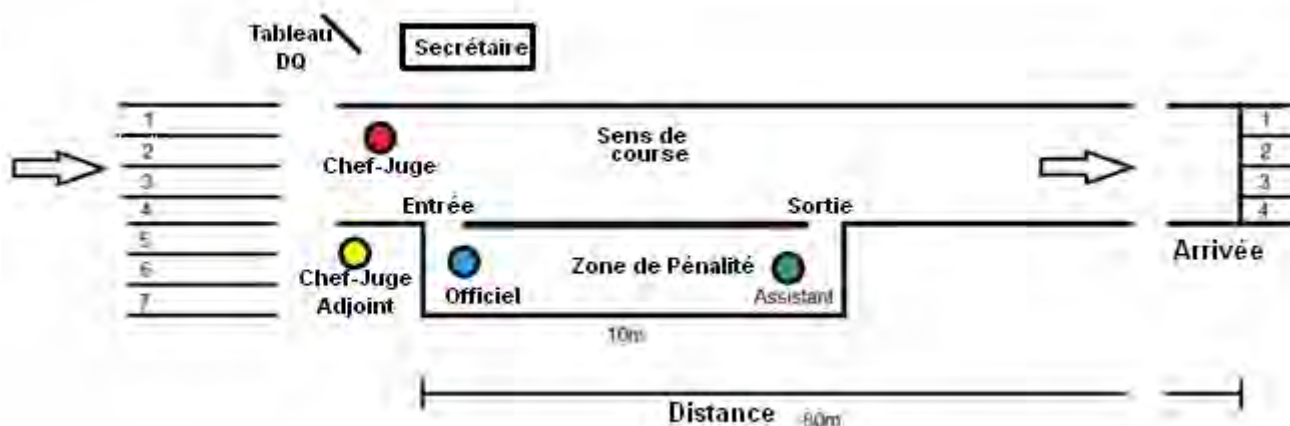 Tableau
DQ
Secrétaire
1
2
3
4
5
6
7
Chef-Juge
Sens de
course
Entrée
Sortie
1
2
3
4
Arrivée
Chef-Juge
Adjoint
Officiel
Zone de Pénalité
Assistant
10m
Distance